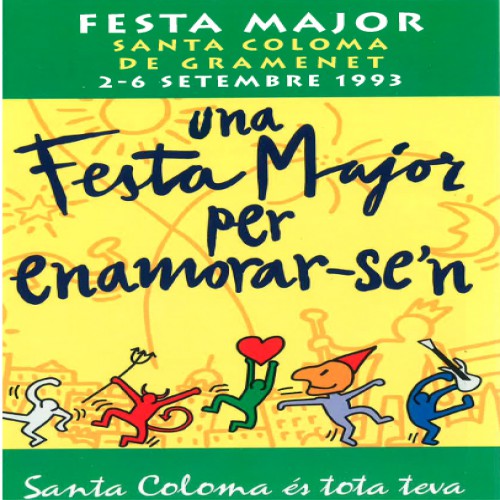 FESTA MAJOR
SANTA COLOMA
DE GRAMENET
2-6 SETEMBRE 1993
una
Festa Major
per
enamorar-se'n
Santa Coloma és tota teva